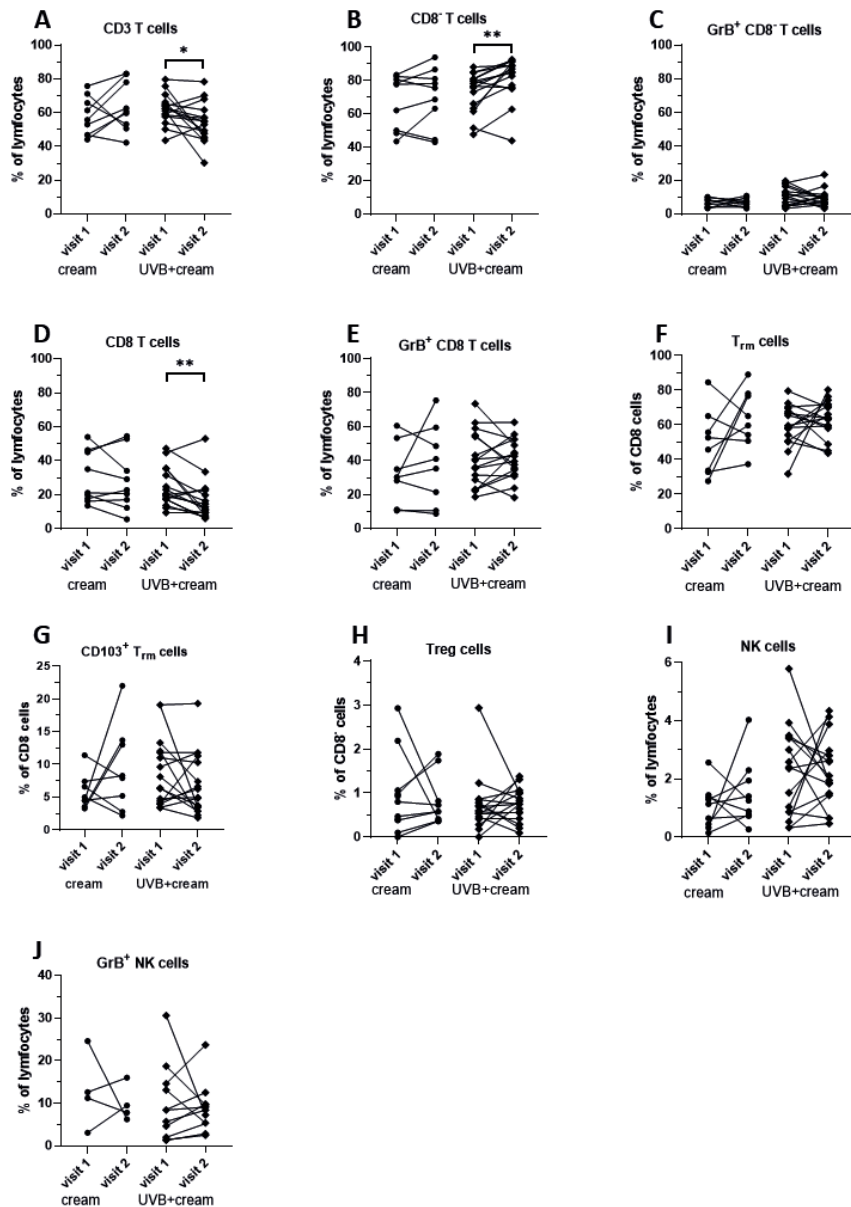 A
CD3 T cells
*
% of lymfocytes
100
80
60
40
20
0
visit 1
visit 2
visit 1
visit 2
cream
UVB+cream
B
CD8⁻ T cells
**
% of lymfocytes
100
80
60
40
20
0
visit 1
visit 2
visit 1
visit 2
cream
UVB+cream
C
GrB⁺ CD8⁻ T cells
% of lymfocytes
100
80
60
40
20
0
visit 1
visit 2
visit 1
visit 2
cream
UVB+cream
D
CD8 T cells
**
% of lymfocytes
100
80
60
40
20
0
visit 1
visit 2
visit 1
visit 2
cream
UVB+cream
E
GrB⁺ CD8 T cells
% of lymfocytes
100
80
60
40
20
0
visit 1
visit 2
visit 1
visit 2
cream
UVB+cream
F
Trm cells
% of CD8 cells
100
80
60
40
20
0
visit 1
visit 2
visit 1
visit 2
cream
UVB+cream
G
CD103⁺ Trm cells
% of CD8 cells
25
20
15
10
5
0
visit 1
visit 2
visit 1
visit 2
cream
UVB+cream
H
Treg cells
% of CD8⁻ cells
4
3
2
1
0
visit 1
visit 2
visit 1
visit 2
cream
UVB+cream
I
NK cells
% of lymfocytes
6
4
2
0
visit 1
visit 2
visit 1
visit 2
cream
UVB+cream
J
GrB⁺ NK cells
% of lymfocytes
40
30
20
10
0
visit 1
visit 2
visit 1
visit 2
cream
UVB+cream